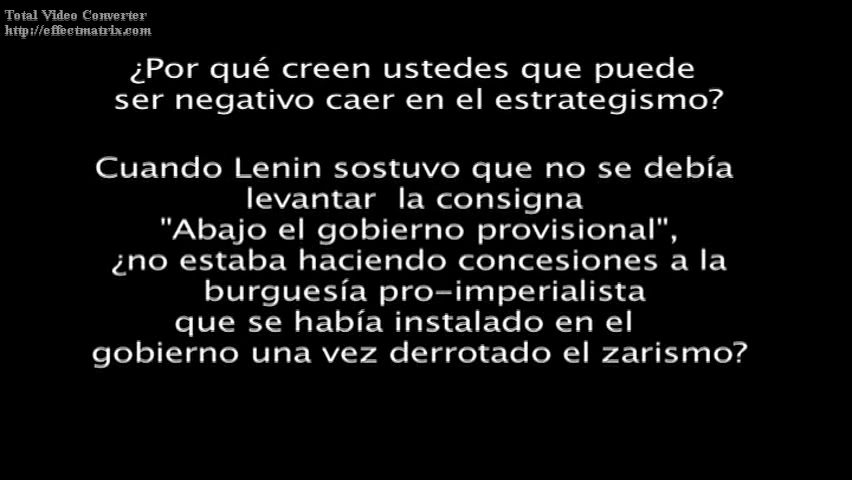 Total Video Converter
http://effectmatrix.com
¿Por qué creen ustedes que puede
ser negativo caer en el estrategismo?
Cuando Lenin sostuvo que no se debía
levantar la consigna
"Abajo el gobierno provisional",
¿no estaba haciendo concesiones a la
burguesía pro-imperialista
que se había instalado en el
gobierno una vez derrotado el zarismo?